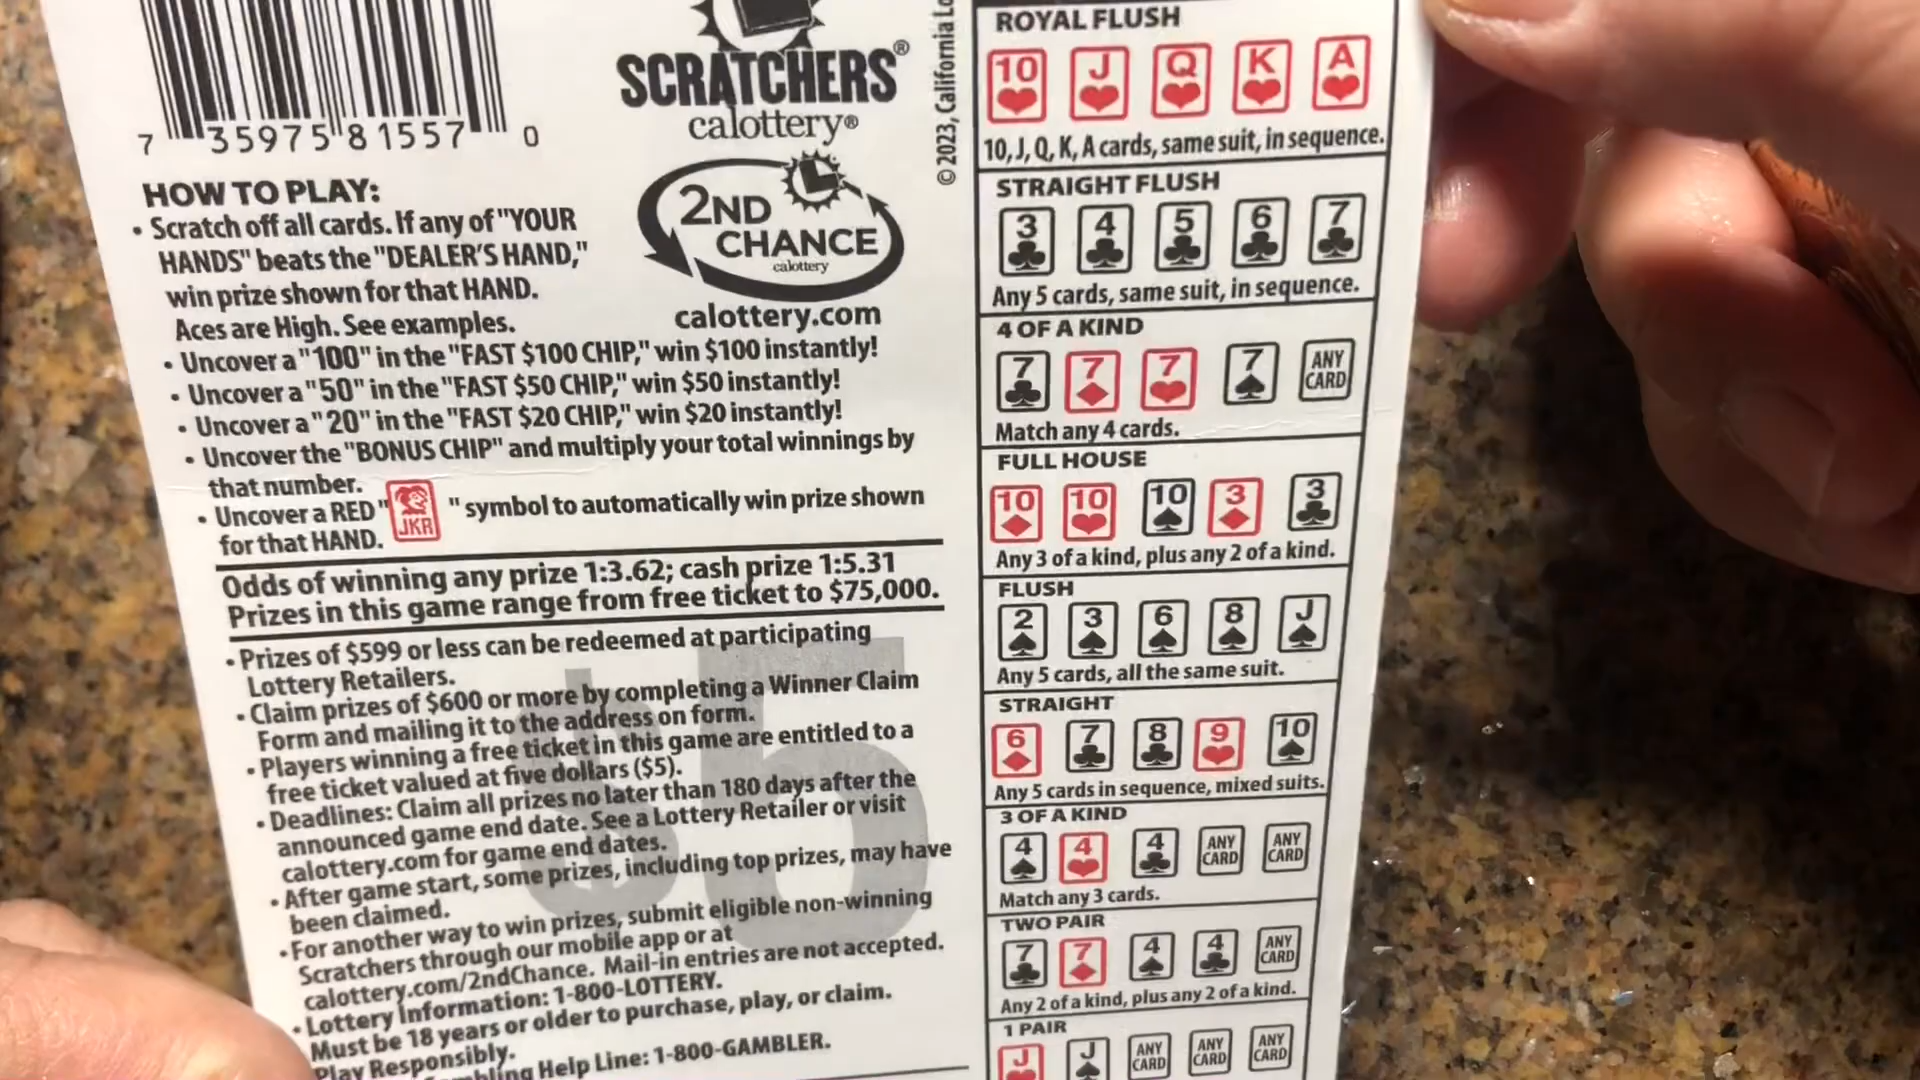 7 35975 81557 0
SCRATCHERS®
calottery®
© 2023, California
2ND
CHANCE
calottery
calottery.com
HOW TO PLAY:
• Scratch off all cards. If any of "YOUR
HANDS" beats the "DEALER'S HAND,"
win prize shown for that HAND.
Aces are High. See examples.
• Uncover a "100" in the "FAST $100 CHIP," win $100 instantly!
• Uncover a "50" in the "FAST $50 CHIP," win $50 instantly!
• Uncover a "20" in the "FAST $20 CHIP," win $20 instantly!
• Uncover the "BONUS CHIP" and multiply your total winnings by
that number.
• Uncover a RED " JKR " symbol to automatically win prize shown
for that HAND.
Odds of winning any prize 1:3.62; cash prize 1:5.31
Prizes in this game range from free ticket to $75,000.
$5
• Prizes of $599 or less can be redeemed at participating
Lottery Retailers.
• Claim prizes of $600 or more by completing a Winner Claim
Form and mailing it to the address on form.
• Players winning a free ticket in this game are entitled to a
free ticket valued at five dollars ($5).
• Deadlines: Claim all prizes no later than 180 days after the
announced game end date. See a Lottery Retailer or visit
calottery.com for game end dates.
• After game start, some prizes, including top prizes, may have
been claimed.
• For another way to win prizes, submit eligible non-winning
Scratchers through our mobile app or at
calottery.com/2ndChance. Mail-in entries are not accepted.
• Lottery Information: 1-800-LOTTERY.
Must be 18 years or older to purchase, play, or claim.
Play Responsibly.
Help Line: 1-800-GAMBLER.
ROYAL FLUSH
10 J Q K A
10, J, Q, K, A cards, same suit, in sequence.
STRAIGHT FLUSH
3 4 5 6 7
Any 5 cards, same suit, in sequence.
4 OF A KIND
7 7 7 7 ANY CARD
Match any 4 cards.
FULL HOUSE
10 10 10 3 3
Any 3 of a kind, plus any 2 of a kind.
FLUSH
2 3 6 8 J
Any 5 cards, all the same suit.
STRAIGHT
6 7 8 9 10
Any 5 cards in sequence, mixed suits.
3 OF A KIND
4 4 4 ANY CARD ANY CARD
Match any 3 cards.
TWO PAIR
7 7 4 4 ANY CARD
Any 2 of a kind, plus any 2 of a kind.
1 PAIR
J J ANY CARD ANY CARD ANY CARD